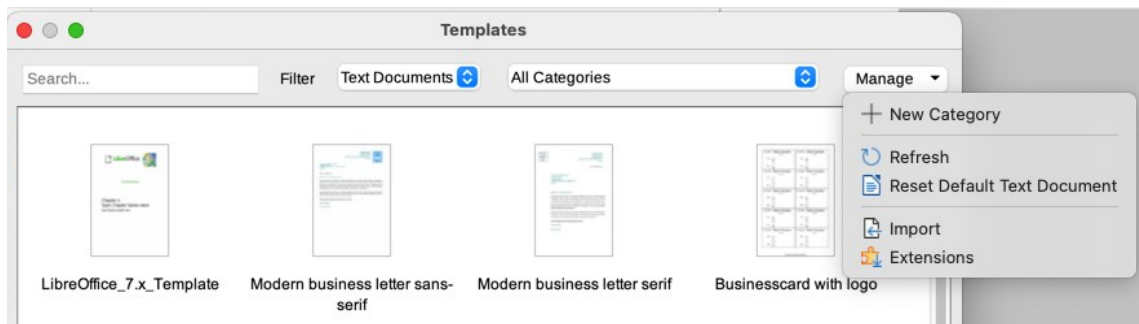 Templates
Search...
Filter
Text Documents
All Categories
Manage
New Category
Refresh
Reset Default Text Document
Import
Extensions
LibreOffice
LibreOffice_7.x_Template
Modern business letter sans-
serif
Modern business letter serif
Businesscard with logo